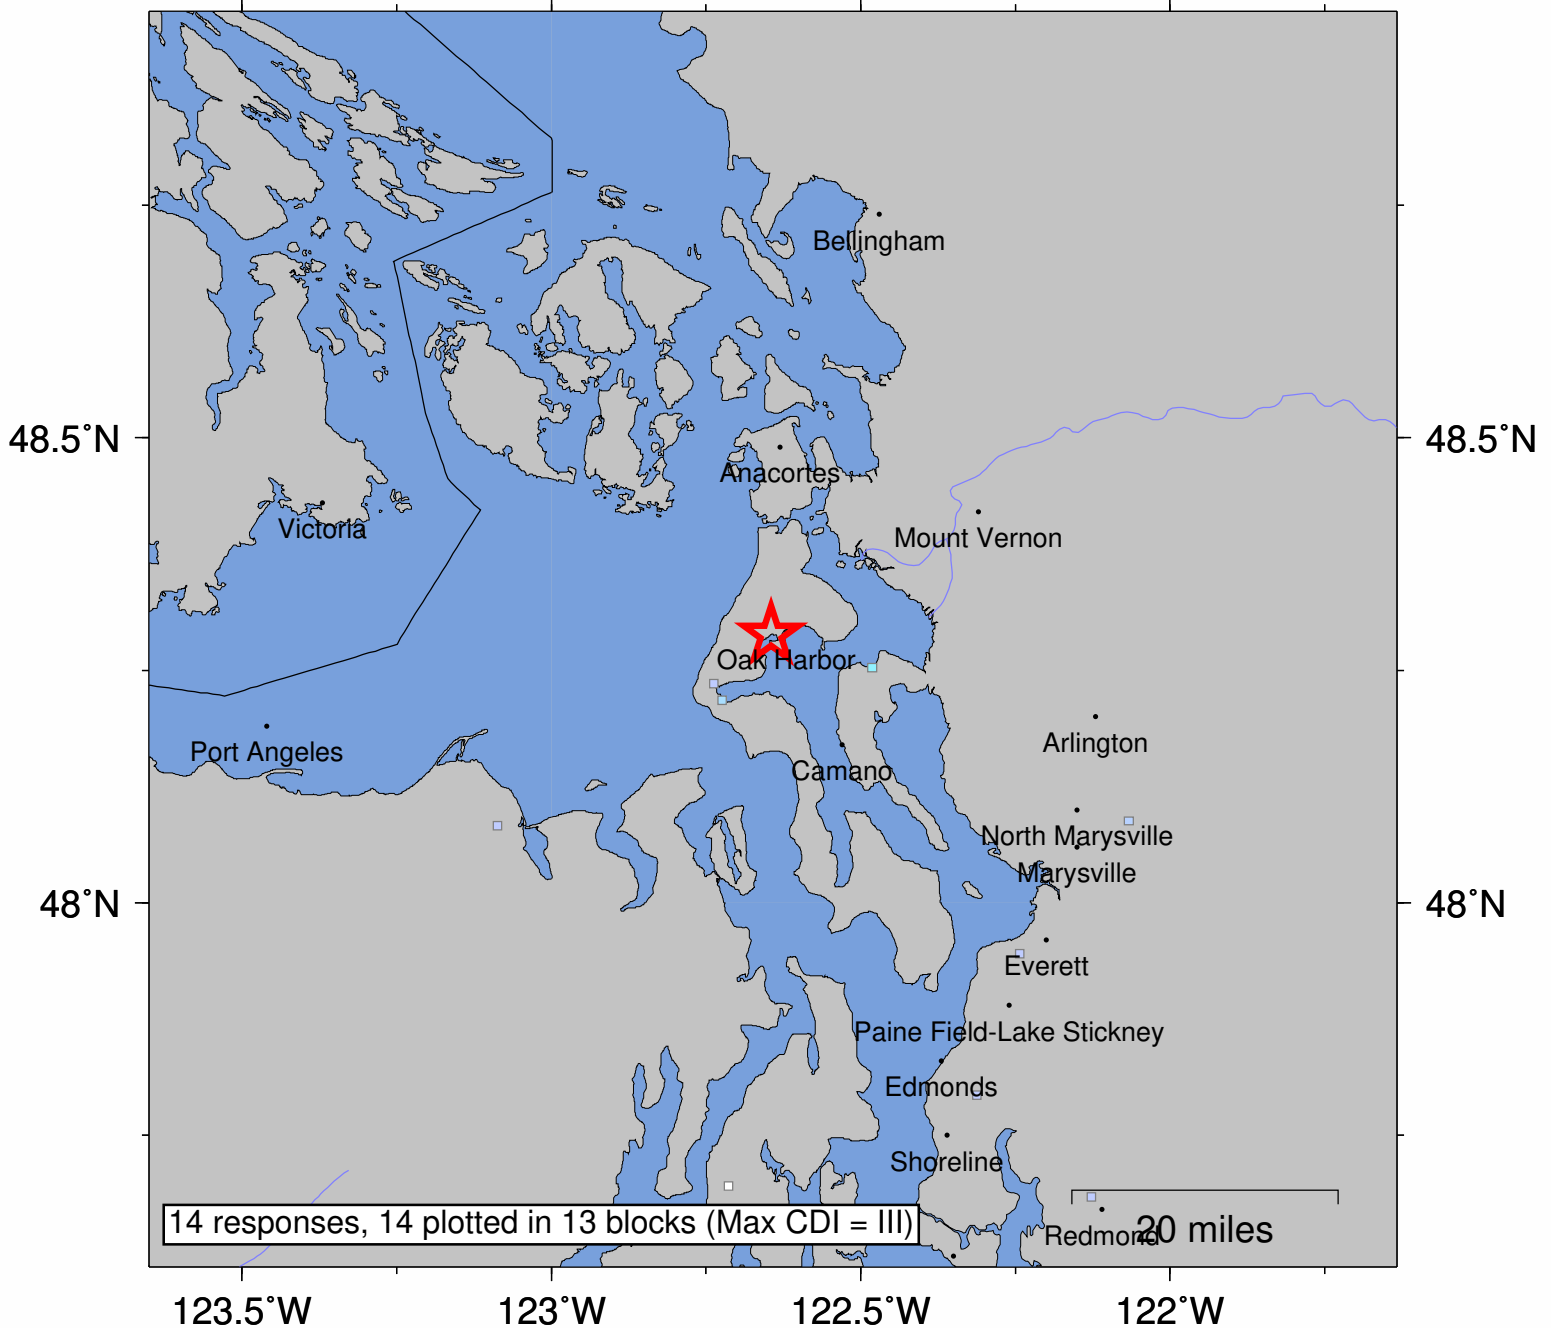 Bellingham
48.5˚N
48.5˚N
Anacortes
Victoria
Mount Vernon
Oak Harbor
Port Angeles
Arlington
Camano
North Marysville
Marysville
48˚N
48˚N
Everett
Paine Field-Lake Stickney
Edmonds
Shoreline
14 responses, 14 plotted in 13 blocks (Max CDI = III)
Redmond
20 miles
123.5˚W
123˚W
122.5˚W
122˚W